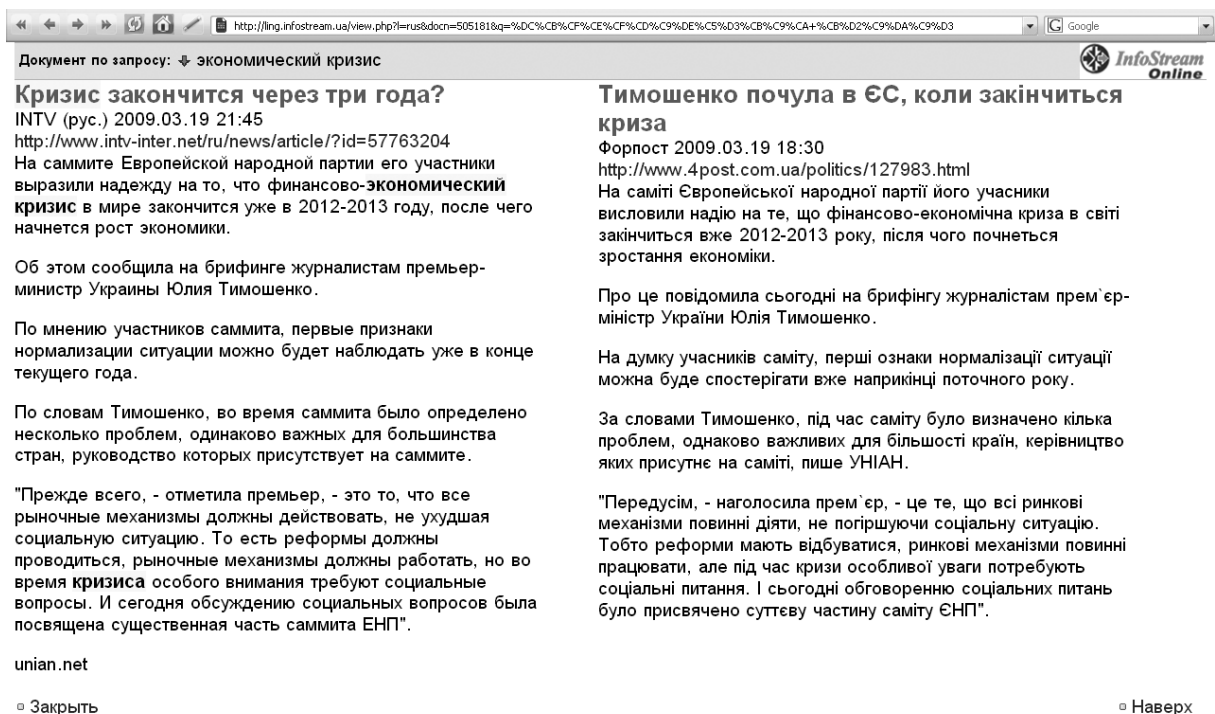 http://ling.infostream.ua/view.php?l=rus&docn=505181&q=%DC%CB%CF%CE%CF%CD%C9%DE%C5%D3%CB%C9%CA+%CB%D2%C9%DA%C9%D3
Google
Документ по запросу: экономический кризис
InfoStream
Online
Кризис закончится через три года?
INTV (рус.) 2009.03.19 21:45
http://www.intv-inter.net/ru/news/article/?id=57763204
На саммите Европейской народной партии его участники
выразили надежду на то, что финансово-экономический
кризис в мире закончится уже в 2012-2013 году, после чего
начнется рост экономики.
Об этом сообщила на брифинге журналистам премьер-
министр Украины Юлия Тимошенко.
По мнению участников саммита, первые признаки
нормализации ситуации можно будет наблюдать уже в конце
текущего года.
По словам Тимошенко, во время саммита было определено
несколько проблем, одинаково важных для большинства
стран, руководство которых присутствует на саммите.
"Прежде всего, - отметила премьер, - это то, что все
рыночные механизмы должны действовать, не ухудшая
социальную ситуацию. То есть реформы должны
проводиться, рыночные механизмы должны работать, но во
время кризиса особого внимания требуют социальные
вопросы. И сегодня обсуждению социальных вопросов была
посвящена существенная часть саммита ЕНП".
unian.net
Закрыть
Тимошенко почула в ЄС, коли закінчиться
криза
Форпост 2009.03.19 18:30
http://www.4post.com.ua/politics/127983.html
На саміті Європейської народної партії його учасники
висловили надію на те, що фінансово-економічна криза в світі
закінчиться вже 2012-2013 року, після чого почнеться
зростання економіки.
Про це повідомила сьогодні на брифінгу журналістам прем`єр-
міністр України Юлія Тимошенко.
На думку учасників саміту, перші ознаки нормалізації ситуації
можна буде спостерігати вже наприкінці поточного року.
За словами Тимошенко, під час саміту було визначено кілька
проблем, однаково важливих для більшості країн, керівництво
яких присутнє на саміті, пише УНІАН.
"Передусім, - наголосила прем`єр, - це те, що всі ринкові
механізми повинні діяти, не погіршуючи соціальну ситуацію.
Тобто реформи мають відбуватися, ринкові механізми повинні
працювати, але під час кризи особливої уваги потребують
соціальні питання. І сьогодні обговоренню соціальних питань
було присвячено суттєву частину саміту ЄНП".
Наверх